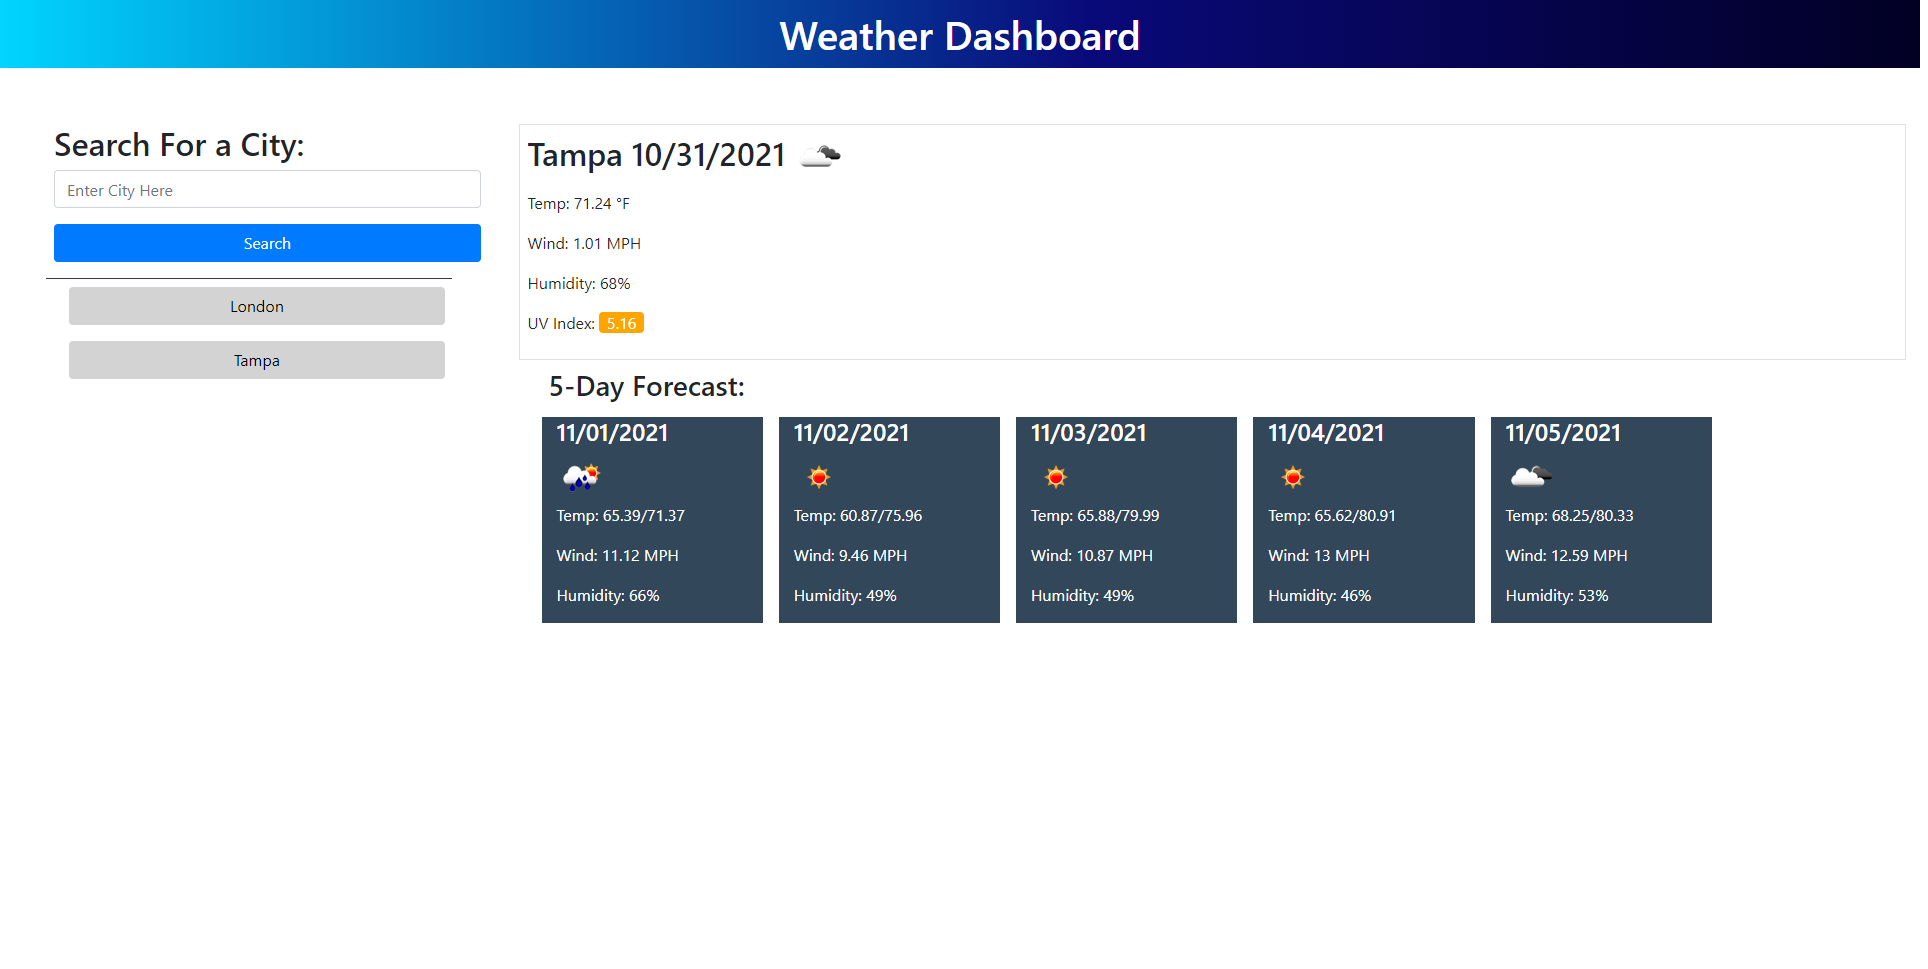 Weather Dashboard
Search For a City:
Enter City Here
Search
London
Tampa
Tampa 10/31/2021
Temp: 71.24 °F
Wind: 1.01 MPH
Humidity: 68%
UV Index: 5.16
5-Day Forecast:
11/01/2021
Temp: 65.39/71.37
Wind: 11.12 MPH
Humidity: 66%
11/02/2021
Temp: 60.87/75.96
Wind: 9.46 MPH
Humidity: 49%
11/03/2021
Temp: 65.88/79.99
Wind: 10.87 MPH
Humidity: 49%
11/04/2021
Temp: 65.62/80.91
Wind: 13 MPH
Humidity: 46%
11/05/2021
Temp: 68.25/80.33
Wind: 12.59 MPH
Humidity: 53%